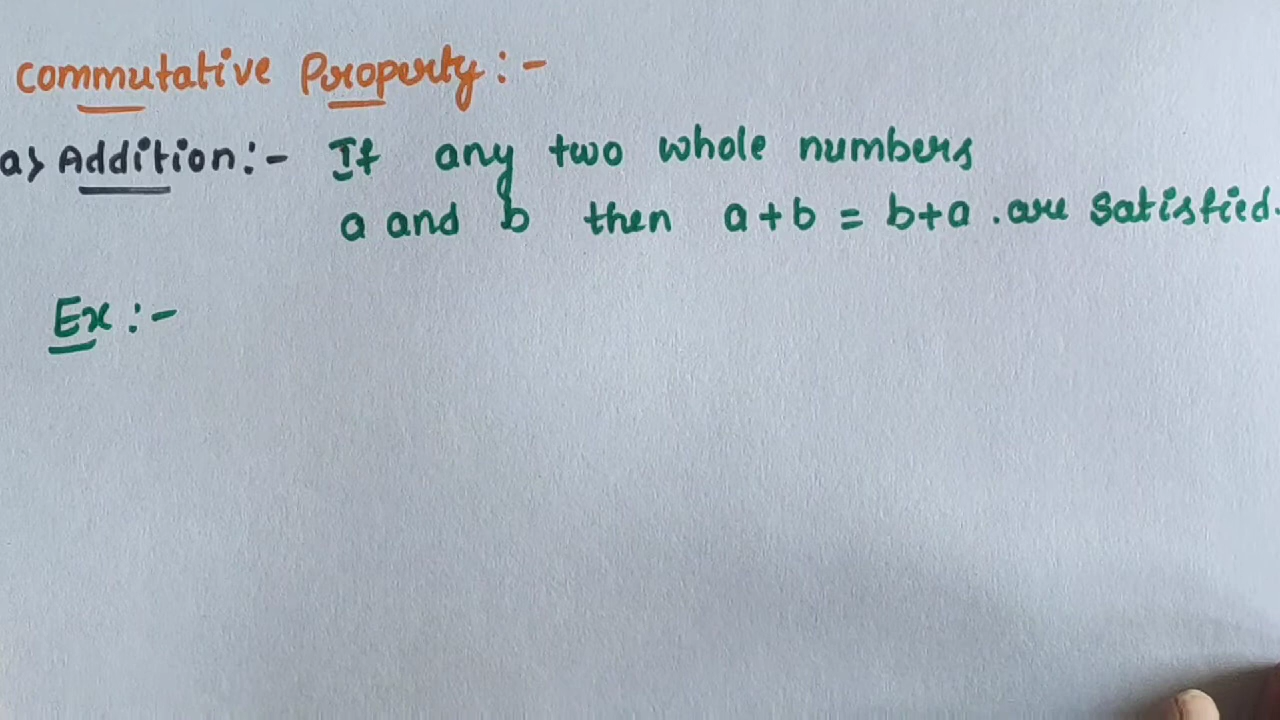 Commutative Property:-
a) Addition:- If any two whole numbers
a and b then a+b = b+a .are satisfied.
Ex:-